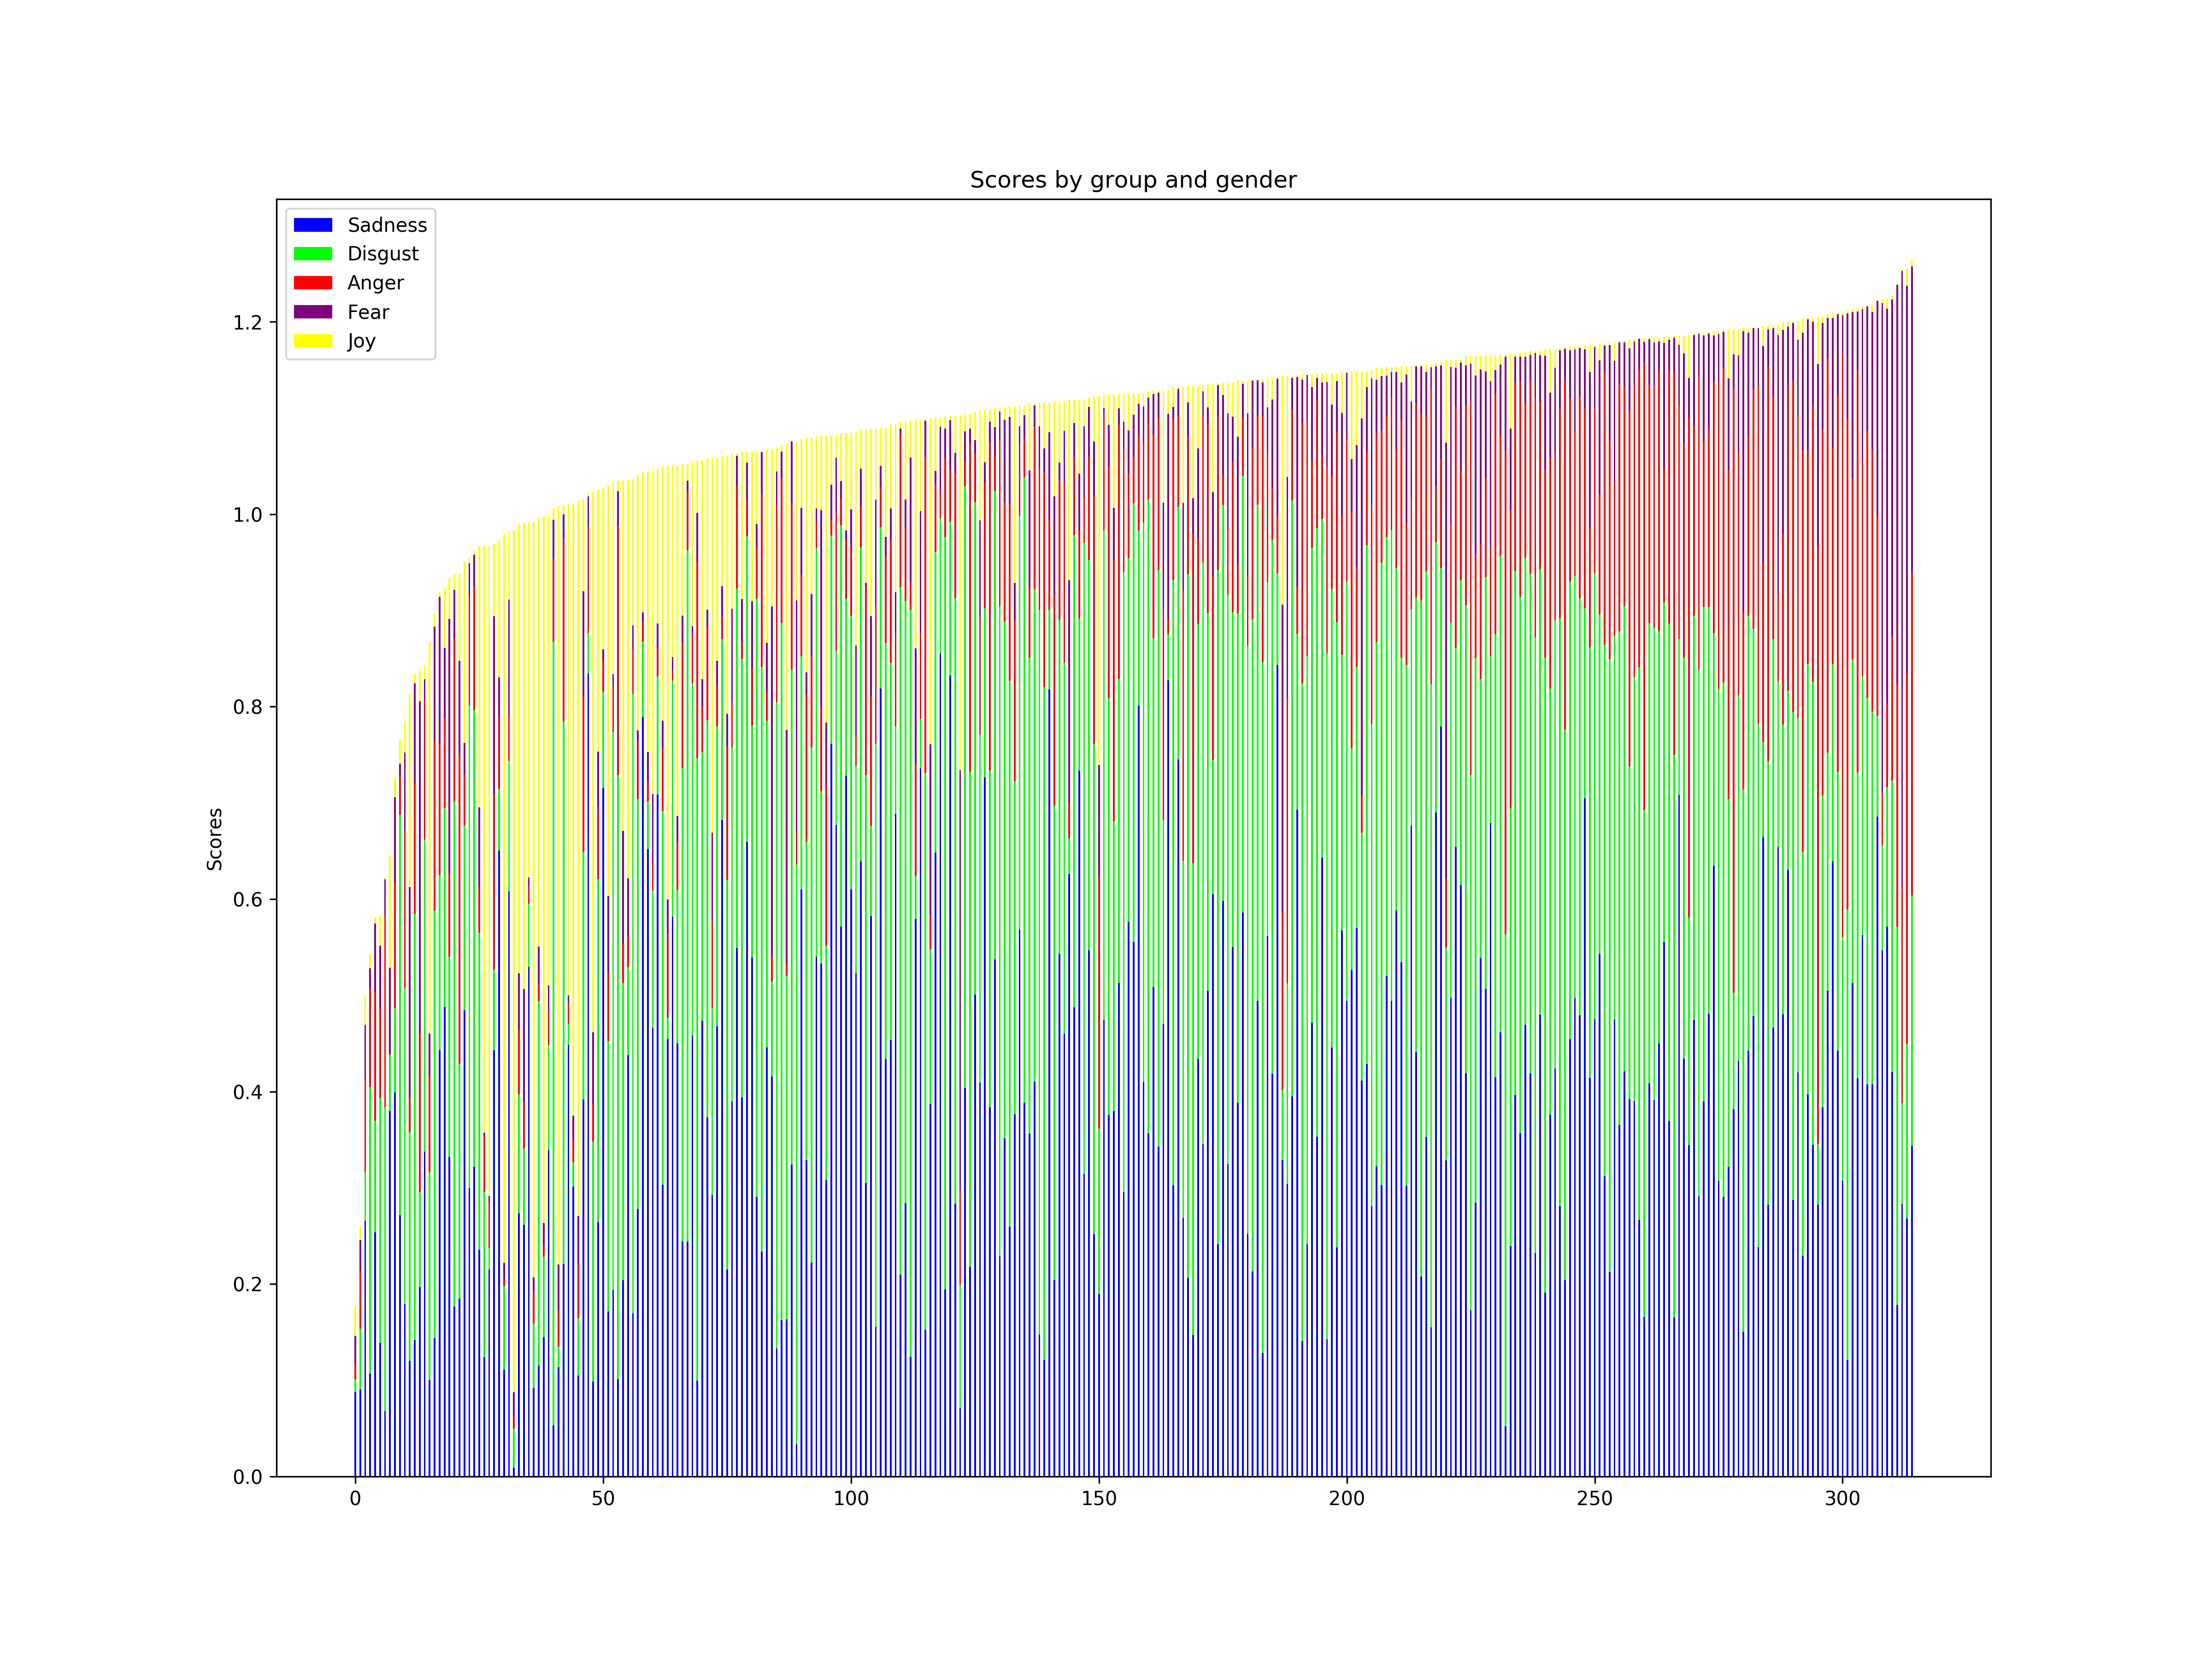 Scores by group and gender
Sadness
Disgust
Anger
Fear
Joy
Scores
1.2
1.0
0.8
0.6
0.4
0.2
0.0
0 50 100 150 200 250 300